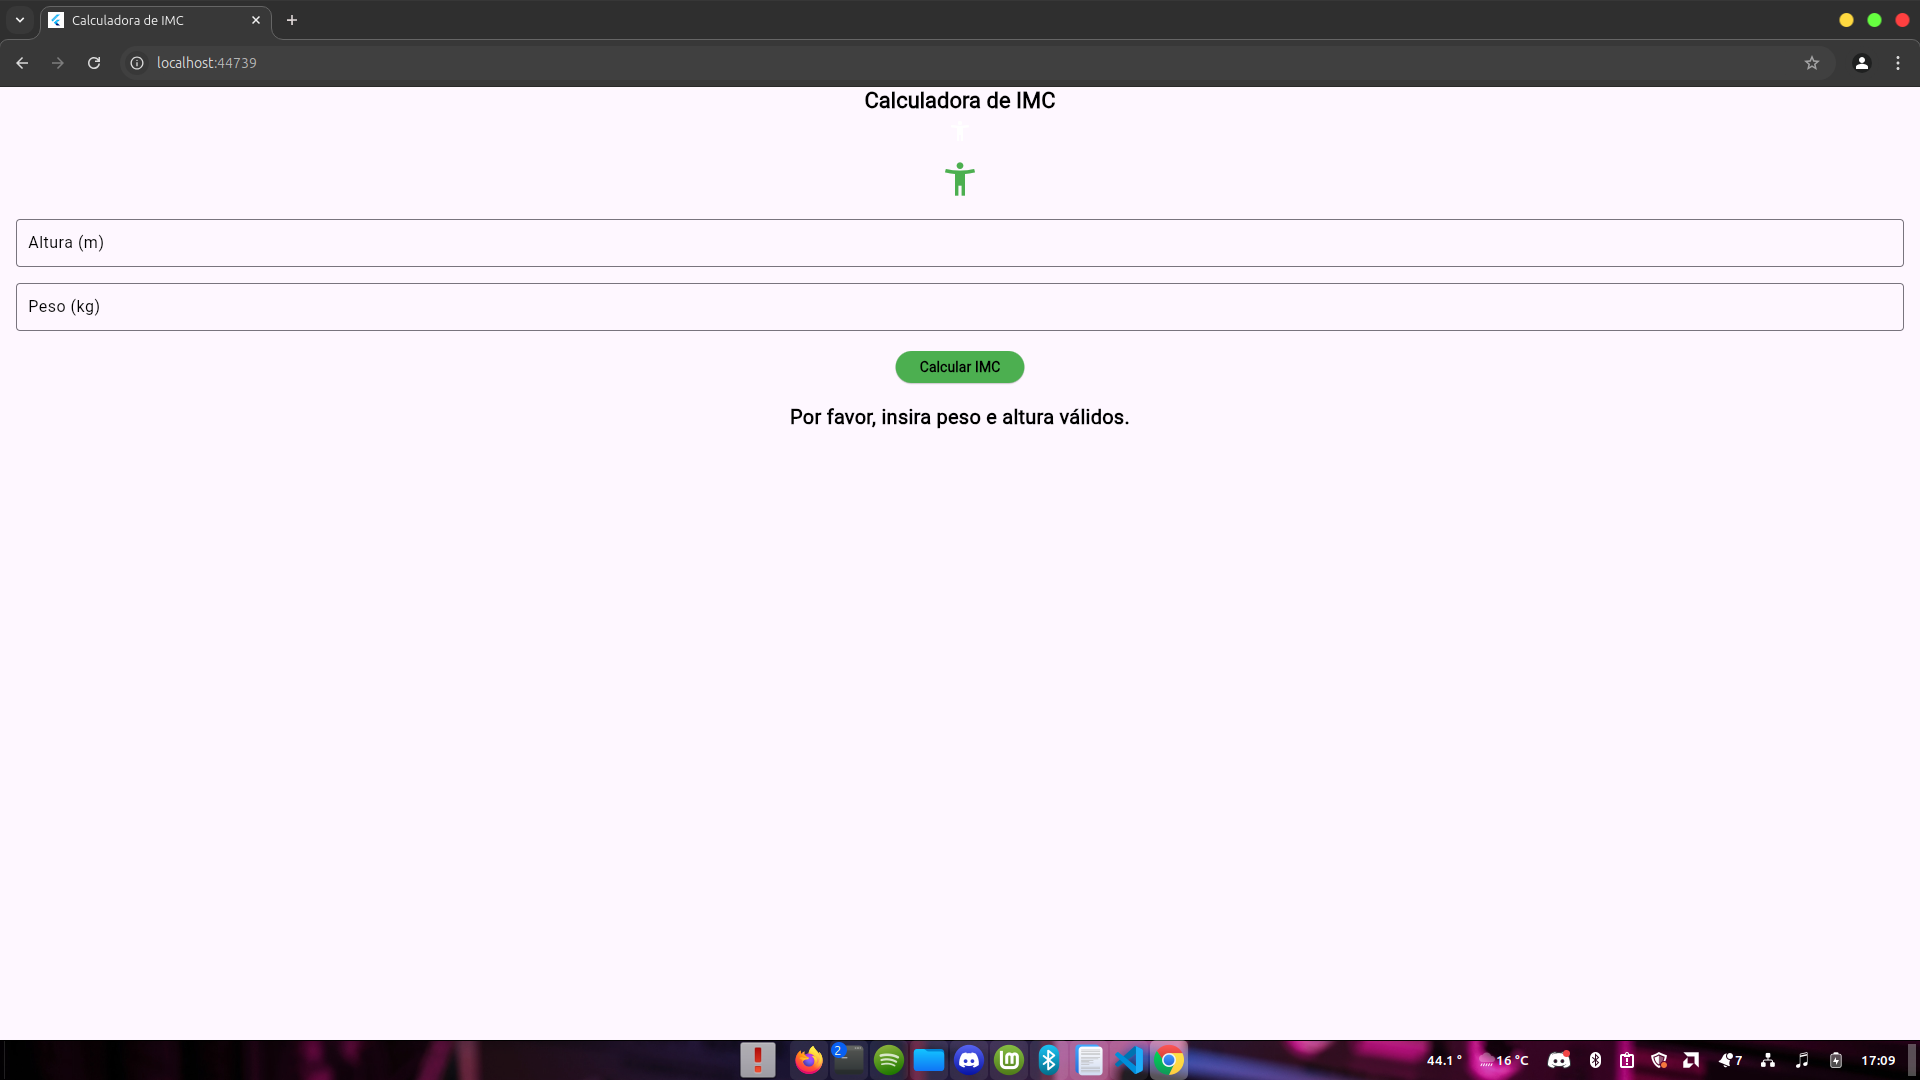 Calculadora de IMC
localhost:44739
Calculadora de IMC
Altura (m)
Peso (kg)
Calcular IMC
Por favor, insira peso e altura válidos.
2
44.1 °
16 °C
7
17:09